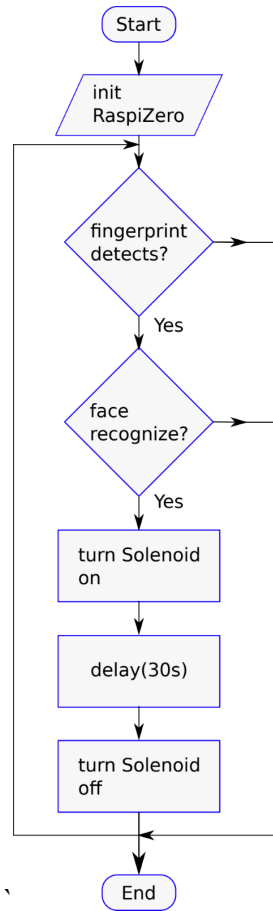 Start
init
RaspiZero
fingerprint
detects?
Yes
face
recognize?
Yes
turn Solenoid
on
delay(30s)
turn Solenoid
off
`
End